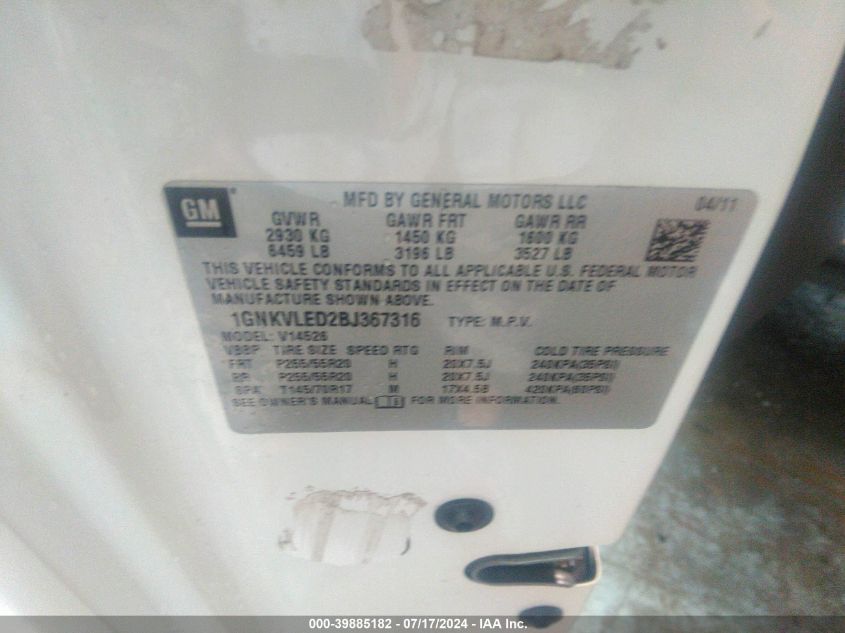 GM
MFD BY GENERAL MOTORS LLC 04/11
GVWR GAWR FRT GAWR RR
2930 KG 1450 KG 1600 KG
6459 LB 3196 LB 3527 LB
THIS VEHICLE CONFORMS TO ALL APPLICABLE U.S. FEDERAL MOTOR
VEHICLE SAFETY STANDARDS IN EFFECT ON THE DATE OF
MANUFACTURE SHOWN ABOVE.
1GNKVLED2BJ367316 TYPE: M.P.V.
MODEL: V14526
TIRE SIZE SPEED RTG RIM COLD TIRE PRESSURE
FRT P255/55R20 H 20X7.5J 240KPA(35PSI)
RR P255/55R20 H 20X7.5J 240KPA(35PSI)
SPA T145/70R17 M 17X4.5B 420KPA(60PSI)
SEE OWNER'S MANUAL FOR MORE INFORMATION.
000-39885182 - 07/17/2024 - IAA Inc.